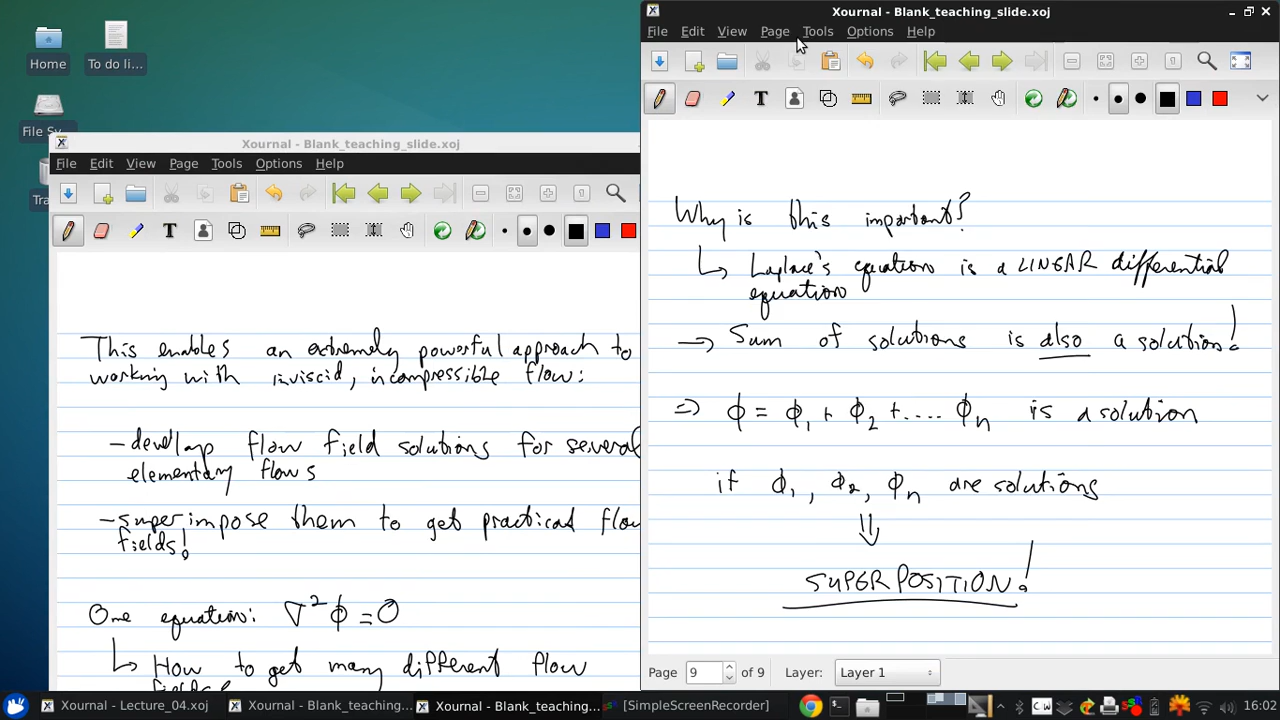 Home
To do li...
File Sy...
Tra
Xournal - Blank_teaching_slide.xoj
File Edit View Page Tools Options Help
This enables an extremely powerful approach to
working with inviscid, incompressible flow:
- devellop flow field solutions for several
elementary flows
- superimpose them to get practical flow
fields!
One equation: ∇²ϕ = 0
↳ How to get many different flow
fields?
Xournal - Blank_teaching_slide.xoj
File Edit View Page Tools Options Help
Why is this important?
↳ Laplace's equation is a LINEAR differential
equation
→ Sum of solutions is also a solution!
⇒ ϕ = ϕ₁ + ϕ₂ + .... ϕₙ is a solution
if ϕ₁, ϕ₂, ϕₙ are solutions
⇓
SUPERPOSITION!
Page 9 of 9 Layer: Layer 1
Xournal - Lecture_04.xoj
Xournal - Blank_teaching...
Xournal - Blank_teaching...
[SimpleScreenRecorder]
16:02